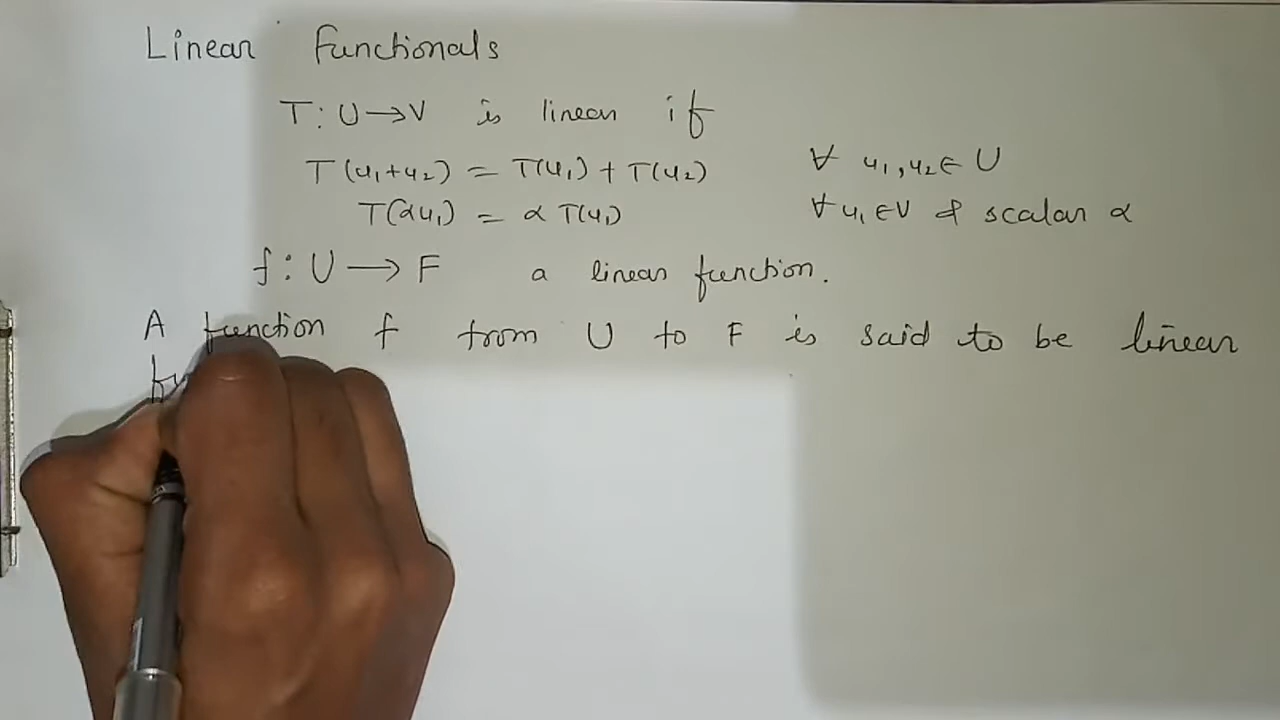 Linear Functionals
T : U → V is linear if
T(u₁+u₂) = T(u₁) + T(u₂) ∀ u₁,u₂ ∈ U
T(αu₁) = α T(u₁) ∀ u₁ ∈ U & scalar α
f : U → F a linear function.
A function f from U to F is said to be linear
fu